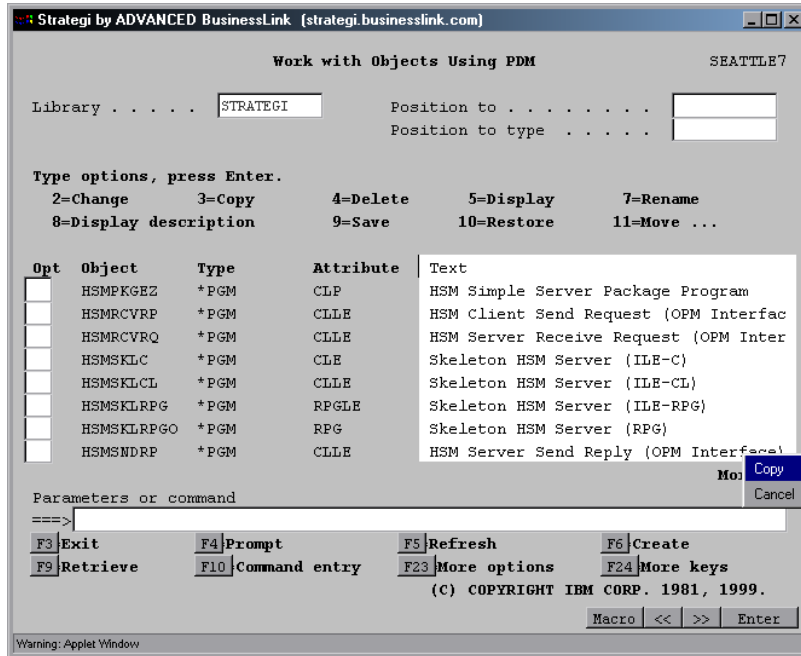 Strategi by ADVANCED BusinessLink (strategi.businesslink.com)
Work with Objects Using PDM SEATTLE7
Library . . . . . STRATEGI Position to . . . . . . . .
Position to type . . . . .
Type options, press Enter.
2=Change 3=Copy 4=Delete 5=Display 7=Rename
8=Display description 9=Save 10=Restore 11=Move ...
Opt Object Type Attribute Text
HSMPKGEZ *PGM CLP HSM Simple Server Package Program
HSMRCVRP *PGM CLLE HSM Client Send Request (OPM Interfac
HSMRCVRQ *PGM CLLE HSM Server Receive Request (OPM Inter
HSMSKLC *PGM CLE Skeleton HSM Server (ILE-C)
HSMSKLCL *PGM CLLE Skeleton HSM Server (ILE-CL)
HSMSKLRPG *PGM RPGLE Skeleton HSM Server (ILE-RPG)
HSMSKLRPGO *PGM RPG Skeleton HSM Server (RPG)
HSMSNDRP *PGM CLLE HSM Server Send Reply (OPM Interface)
Copy
Cancel
Parameters or command
===>
F3 Exit F4 Prompt F5 Refresh F6 Create
F9 Retrieve F10 Command entry F23 More options F24 More keys
(C) COPYRIGHT IBM CORP. 1981, 1999.
Macro << >> Enter
Warning: Applet Window